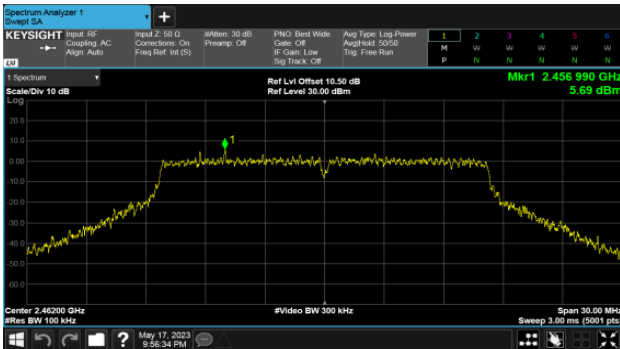 Spectrum Analyzer 1
Swept SA
KEYSIGHT
Input: RF
Coupling: AC
Align: Auto
Input Z: 50 Ω
Corrections: On
Freq Ref: Int (S)
#Atten: 30 dB
Preamp: Off
PNO: Best Wide
Gate: Off
IF Gain: Low
Sig Track: Off
Avg Type: Log-Power
Avg|Hold: 50/50
Trig: Free Run
1 2 3 4 5 6
M W W W W W
P N N N N N
LXI
1 Spectrum
Scale/Div 10 dB
Ref Lvl Offset 10.50 dB
Ref Level 30.00 dBm
Mkr1 2.456 990 GHz
5.69 dBm
Log
20.0
10.0
0.00
-10.0
-20.0
-30.0
-40.0
-50.0
-60.0
1
Center 2.46200 GHz
#Res BW 100 kHz
#Video BW 300 kHz
Span 30.00 MHz
Sweep 3.00 ms (5001 pts)
?
May 17, 2023
9:56:34 PM